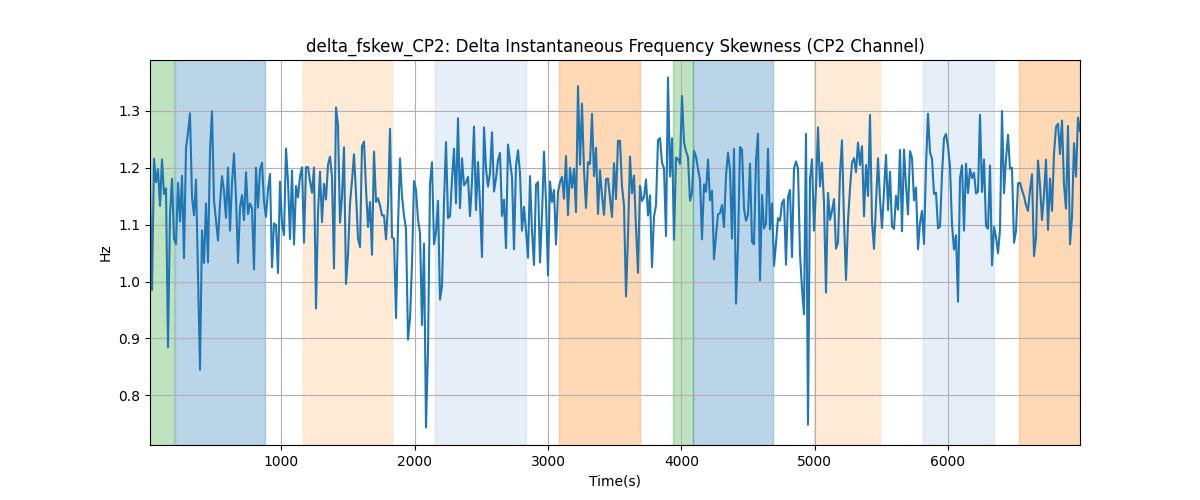 delta_fskew_CP2: Delta Instantaneous Frequency Skewness (CP2 Channel)
Hz
1.3
1.2
1.1
1.0
0.9
0.8
1000 2000 3000 4000 5000 6000
Time(s)